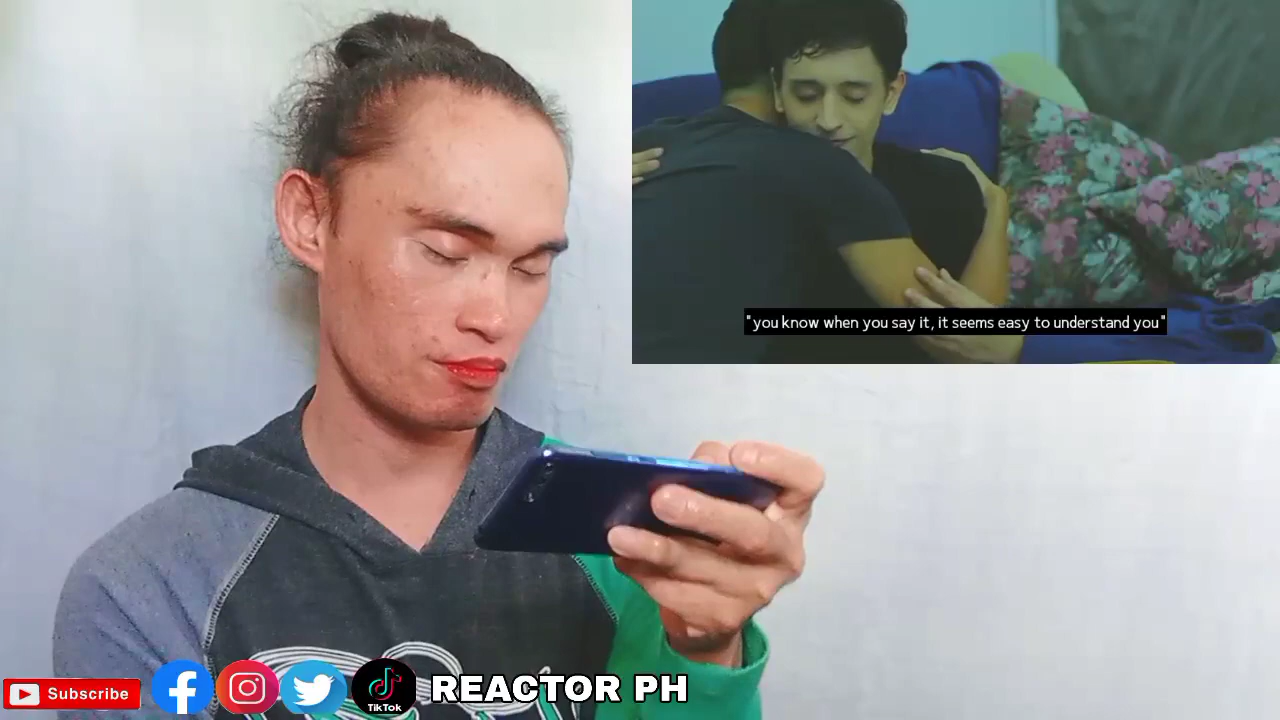 "you know when you say it, it seems easy to understand you"
Subscribe
TikTok
REACTOR PH